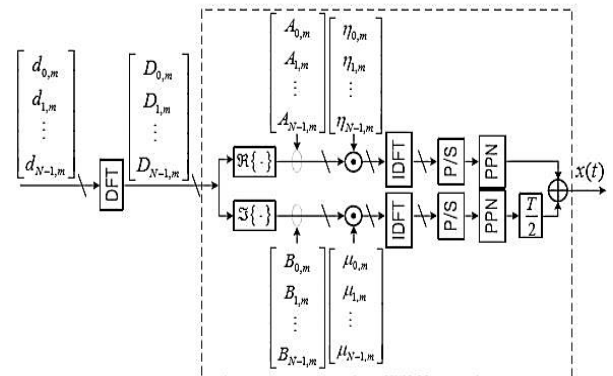 d_{0,m}
d_{1,m}
⋮
d_{N-1,m}
DFT
D_{0,m}
D_{1,m}
⋮
D_{N-1,m}
A_{0,m}
A_{1,m}
⋮
A_{N-1,m}
η_{0,m}
η_{1,m}
⋮
η_{N-1,m}
ℜ{·}
IDFT
P/S
PPN
x(t)
ℑ{·}
IDFT
P/S
PPN
T/2
B_{0,m}
B_{1,m}
⋮
B_{N-1,m}
μ_{0,m}
μ_{1,m}
⋮
μ_{N-1,m}